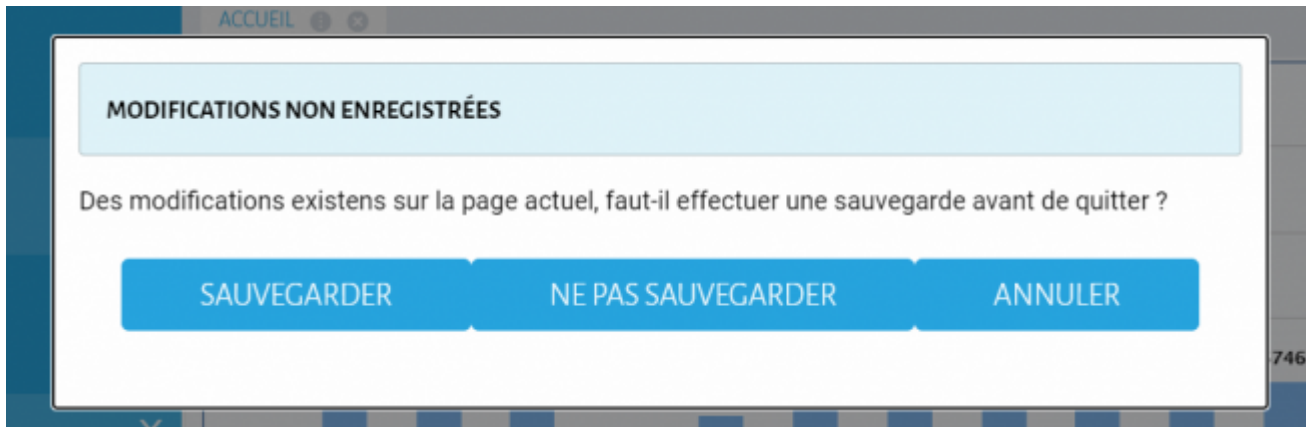 ACCUEIL
MODIFICATIONS NON ENREGISTRÉES
Des modifications existens sur la page actuel, faut-il effectuer une sauvegarde avant de quitter ?
SAUVEGARDER NE PAS SAUVEGARDER ANNULER
746